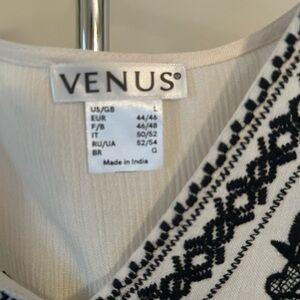 VENUS®
US/GB L
EUR 44/46
F/B 46/48
IT 50/52
RU/UA 52/54
BR G
Made in India